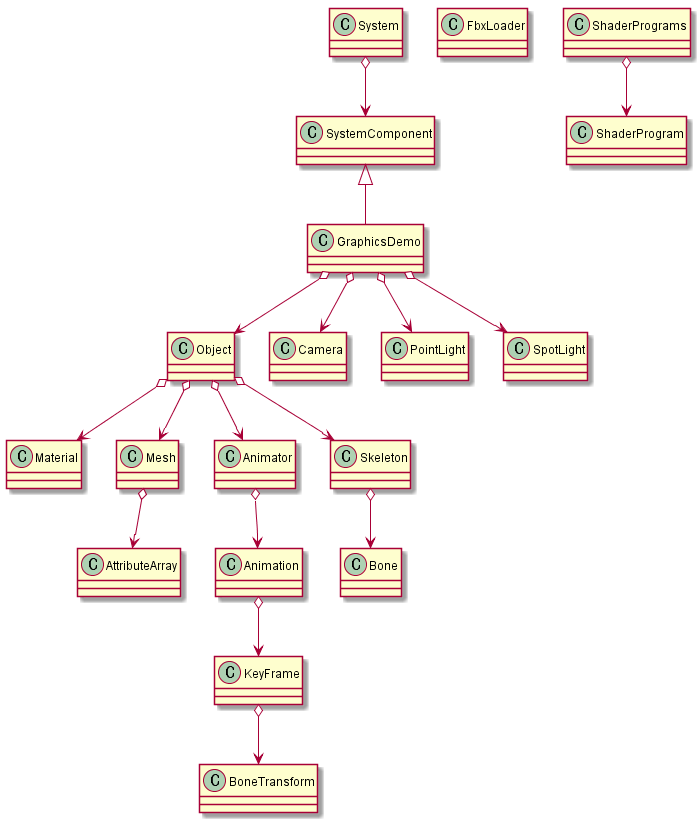 C System
C FbxLoader
C ShaderPrograms
C SystemComponent
C ShaderProgram
C GraphicsDemo
C Object
C Camera
C PointLight
C SpotLight
C Material
C Mesh
C Animator
C Skeleton
C AttributeArray
C Animation
C Bone
C KeyFrame
C BoneTransform